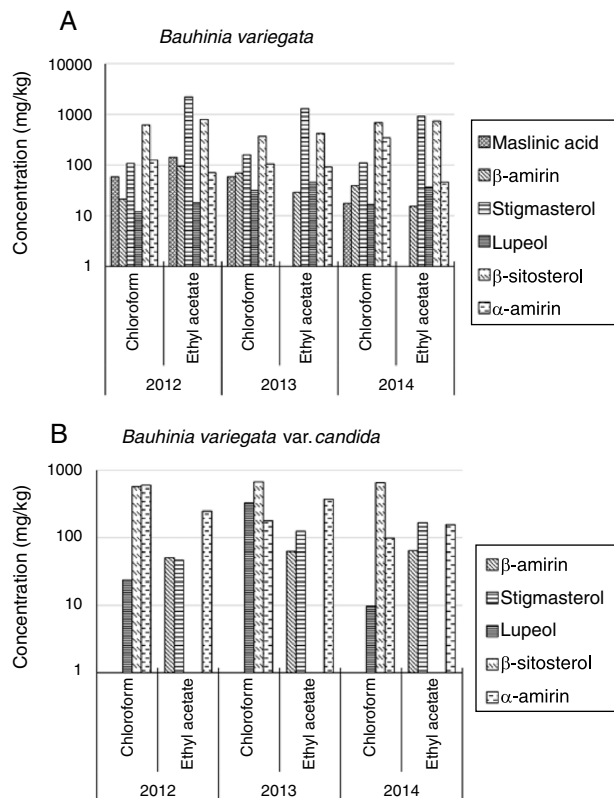 A
Bauhinia variegata
Concentration (mg/kg)
10000
1000
100
10
1
Chloroform
Ethyl acetate
Chloroform
Ethyl acetate
Chloroform
Ethyl acetate
2012
2013
2014
Maslinic acid
β-amirin
Stigmasterol
Lupeol
β-sitosterol
α-amirin
B
Bauhinia variegata var. candida
Concentration (mg/kg)
1000
100
10
1
Chloroform
Ethyl acetate
Chloroform
Ethyl acetate
Chloroform
Ethyl acetate
2012
2013
2014
β-amirin
Stigmasterol
Lupeol
β-sitosterol
α-amirin